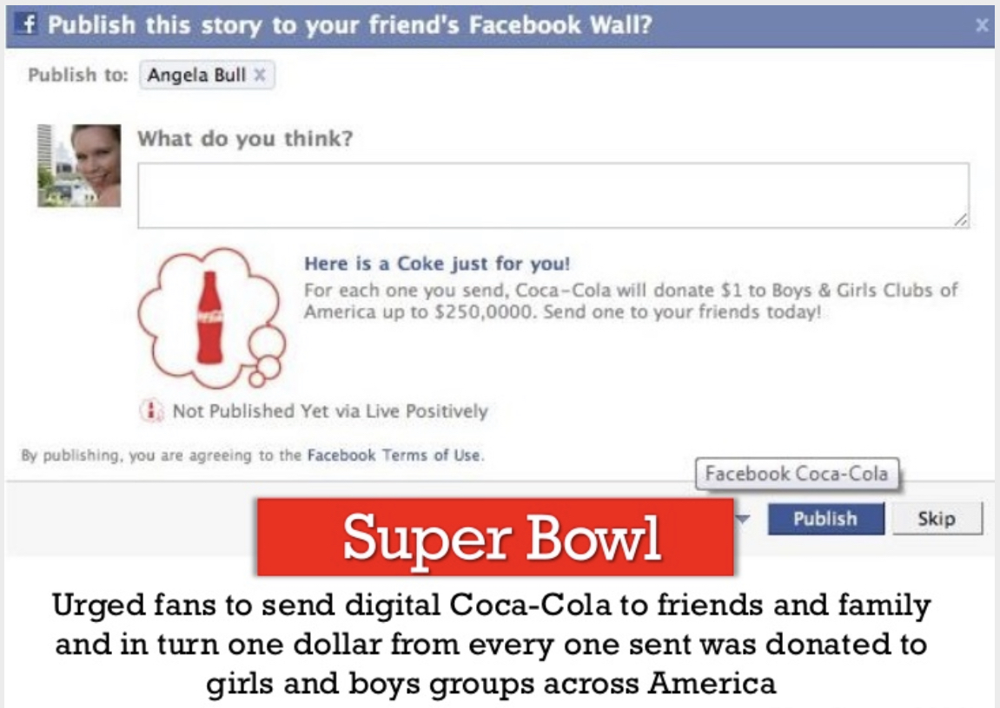 f Publish this story to your friend's Facebook Wall? x
Publish to: Angela Bull x
What do you think?
Here is a Coke just for you!
For each one you send, Coca-Cola will donate $1 to Boys & Girls Clubs of
America up to $250,0000. Send one to your friends today!
Not Published Yet via Live Positively
By publishing, you are agreeing to the Facebook Terms of Use.
Facebook Coca-Cola
Publish Skip
Super Bowl
Urged fans to send digital Coca-Cola to friends and family
and in turn one dollar from every one sent was donated to
girls and boys groups across America